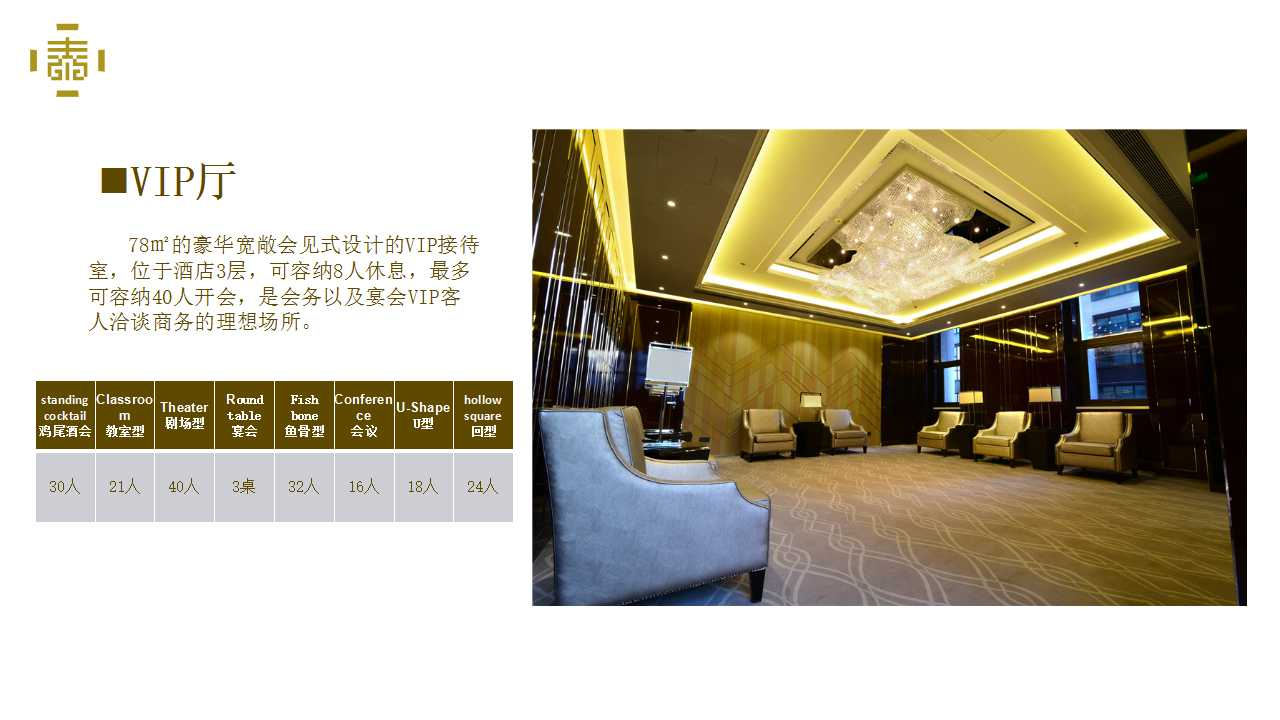 ■VIP厅
78㎡的豪华宽敞会见式设计的VIP接待
室，位于酒店3层，可容纳8人休息，最多
可容纳40人开会，是会务以及宴会VIP客
人洽谈商务的理想场所。
standing cocktail 鸡尾酒会 Classroom 教室型 Theater 剧场型 Round table 宴会 Fish bone 鱼骨型 Conference 会议 U-Shape U型 hollow square 回型
30人 21人 40人 3桌 32人 16人 18人 24人